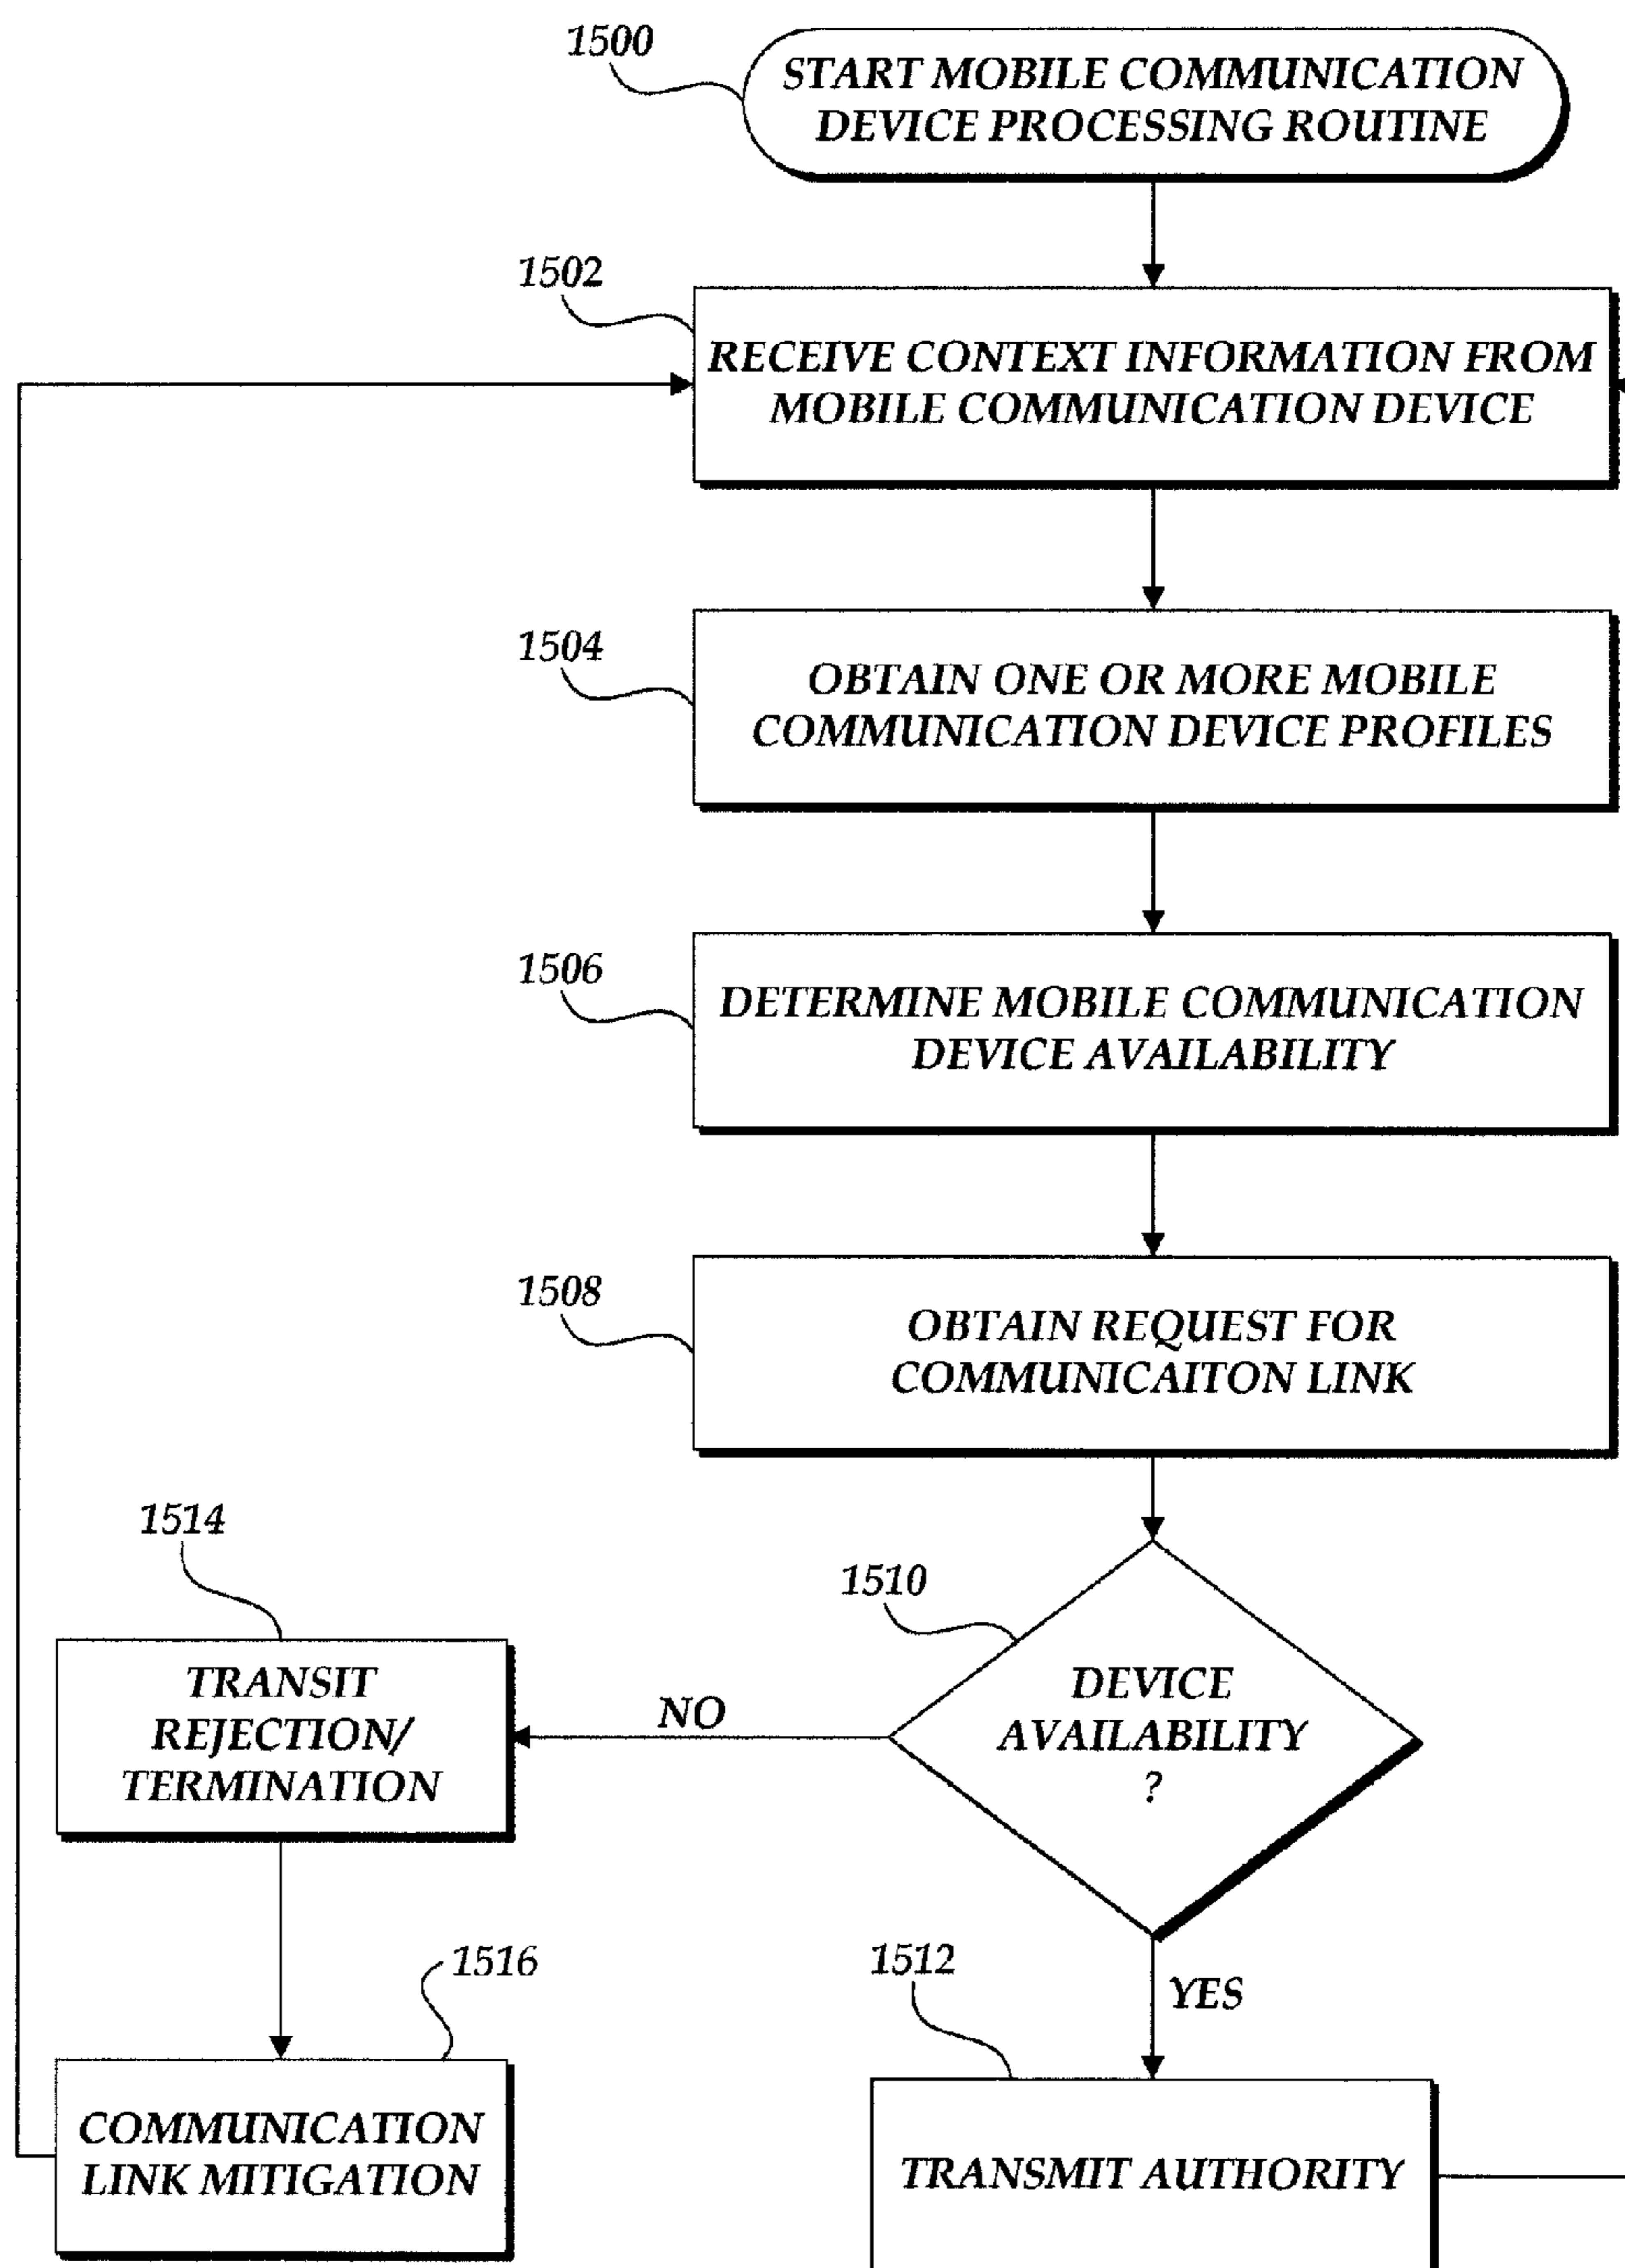 1500
START MOBILE COMMUNICATION
DEVICE PROCESSING ROUTINE
1502
RECEIVE CONTEXT INFORMATION FROM
MOBILE COMMUNICATION DEVICE
1504
OBTAIN ONE OR MORE MOBILE
COMMUNICATION DEVICE PROFILES
1506
DETERMINE MOBILE COMMUNICATION
DEVICE AVAILABILITY
1508
OBTAIN REQUEST FOR
COMMUNICAITON LINK
1510
DEVICE
AVAILABILITY
?
NO
1514
TRANSIT
REJECTION/
TERMINATION
1516
COMMUNICATION
LINK MITIGATION
YES
1512
TRANSMIT AUTHORITY